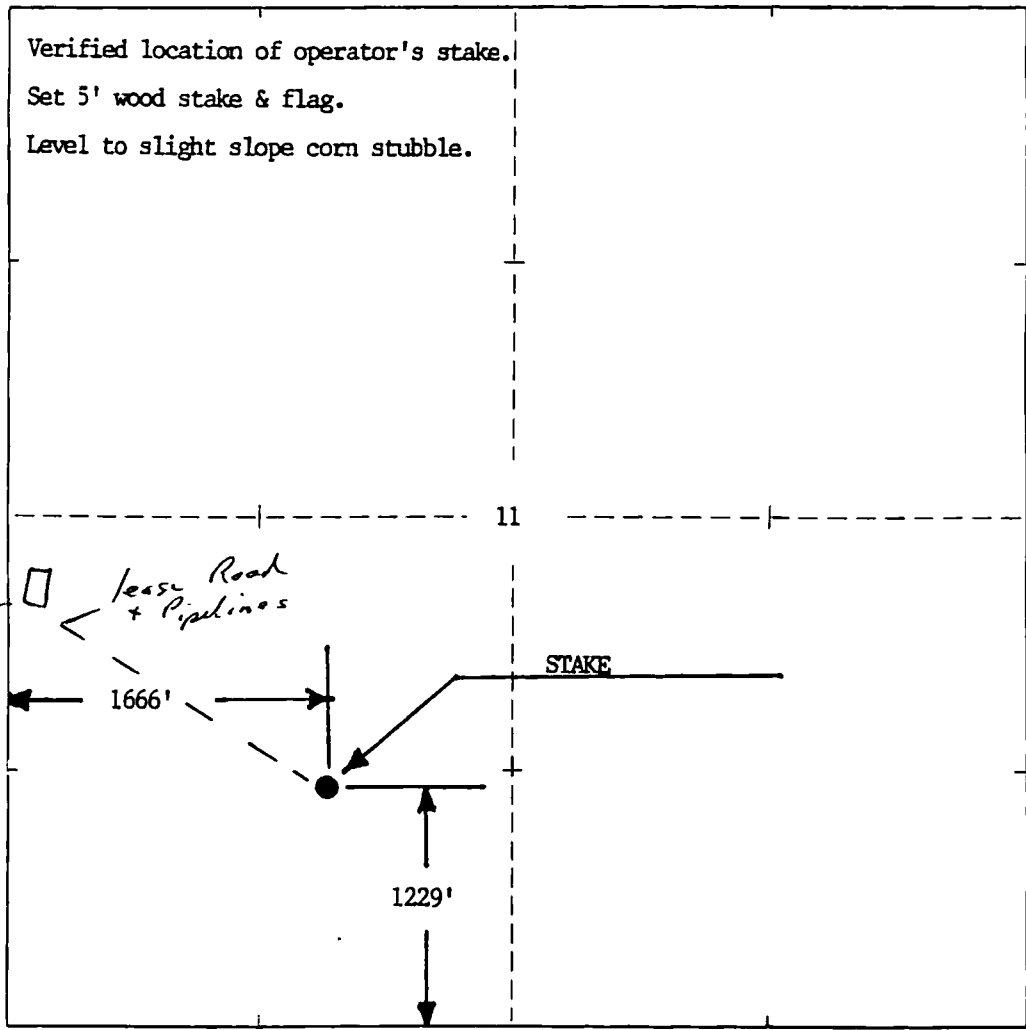 Verified location of operator's stake.
Set 5' wood stake & flag.
Level to slight slope corn stubble.
11
lease Road
+ Pipelines
STAKE
1666'
1229'